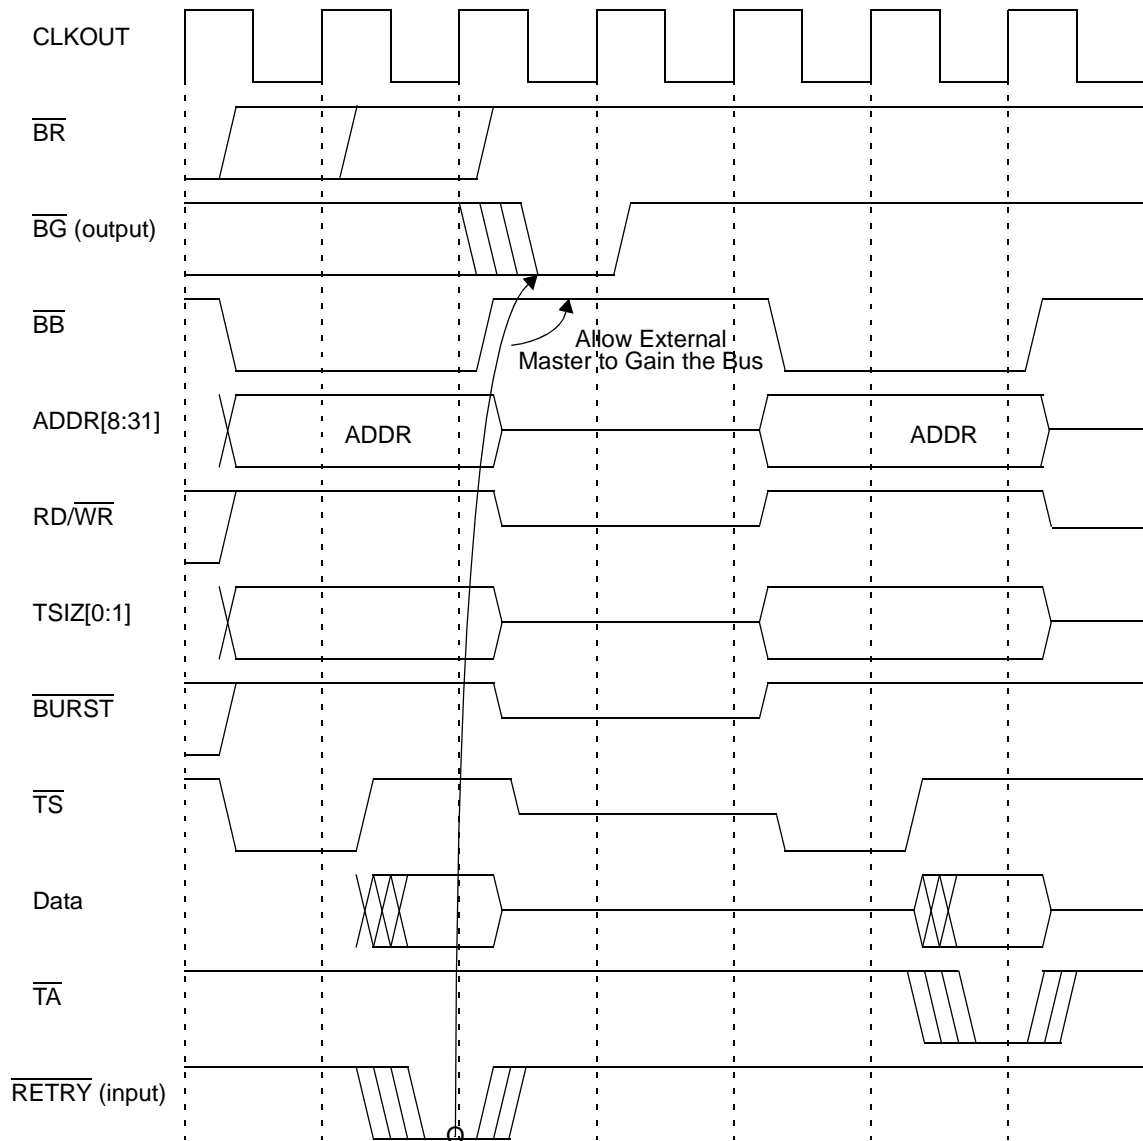 CLKOUT
BR
BG (output)
BB
Allow External
Master to Gain the Bus
ADDR[8:31]
ADDR
ADDR
RD/WR
TSIZ[0:1]
BURST
TS
Data
TA
RETRY (input)